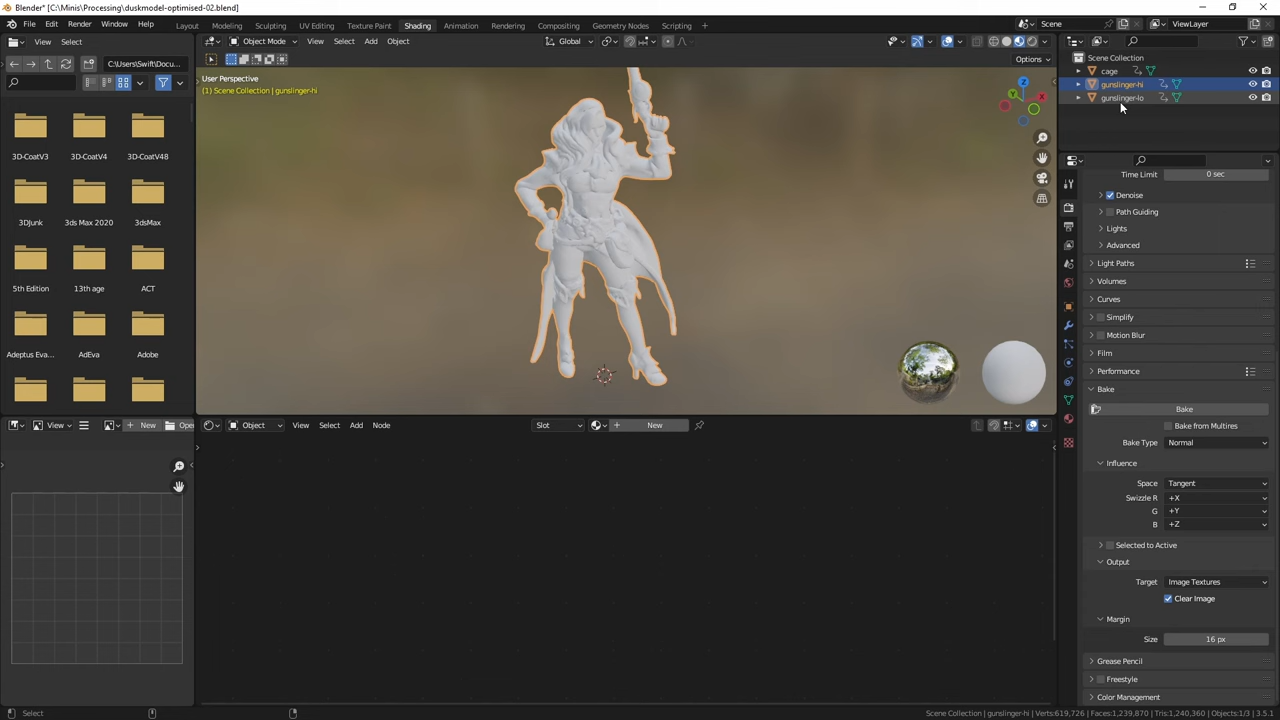 Blender* [C:\Minis\Processing\duskmodel-optimised-02.blend]
File Edit Render Window Help Layout Modeling Sculpting UV Editing Texture Paint Shading Animation Rendering Compositing Geometry Nodes Scripting + Scene ViewLayer
View Select Object Mode View Select Add Object Global
C:\Users\Swift\Docu...
Options
User Perspective
(1) Scene Collection | gunslinger-hi
Z
X
Y
Scene Collection
cage
gunslinger-hi
gunslinger-lo
3D-CoatV3 3D-CoatV4 3D-CoatV48
3DJunk 3ds Max 2020 3dsMax
5th Edition 13th age ACT
Adeptus Eva... AdEva Adobe
Time Limit 0 sec
Denoise
Path Guiding
Lights
Advanced
Light Paths
Volumes
Curves
Simplify
Motion Blur
Film
Performance
Bake
Bake
Bake from Multires
Bake Type Normal
Influence
Space Tangent
Swizzle R +X
G +Y
B +Z
Selected to Active
Output
Target Image Textures
Clear Image
Margin
Size 16 px
Grease Pencil
Freestyle
Color Management
View + New Ope
Object View Select Add Node Slot + New
Select
Scene Collection | gunslinger-hi | Verts:619,726 | Faces:1,239,870 | Tris:1,240,360 | Objects:1/3 | 3.5.1